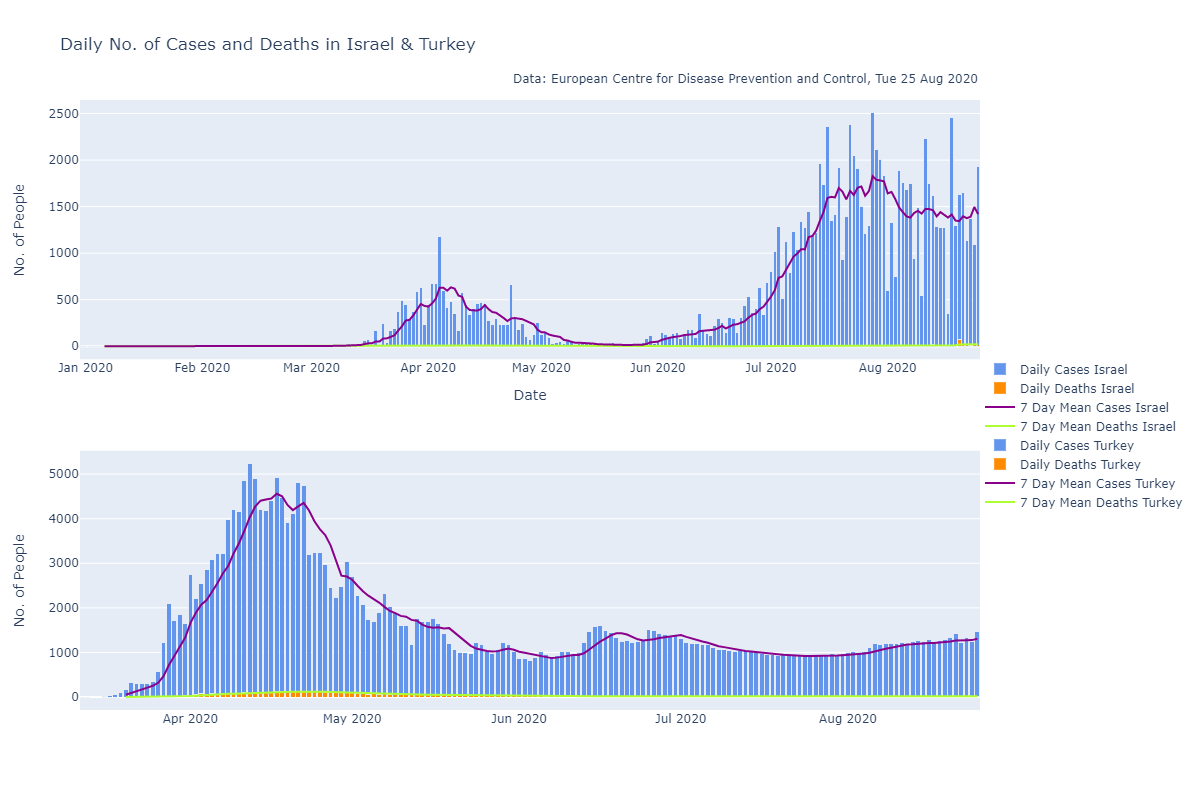 Daily No. of Cases and Deaths in Israel & Turkey
Data: European Centre for Disease Prevention and Control, Tue 25 Aug 2020
No. of People
2500
2000
1500
1000
500
0
Jan 2020 Feb 2020 Mar 2020 Apr 2020 May 2020 Jun 2020 Jul 2020 Aug 2020
Date
Daily Cases Israel
Daily Deaths Israel
7 Day Mean Cases Israel
7 Day Mean Deaths Israel
Daily Cases Turkey
Daily Deaths Turkey
7 Day Mean Cases Turkey
7 Day Mean Deaths Turkey
No. of People
5000
4000
3000
2000
1000
0
Apr 2020 May 2020 Jun 2020 Jul 2020 Aug 2020